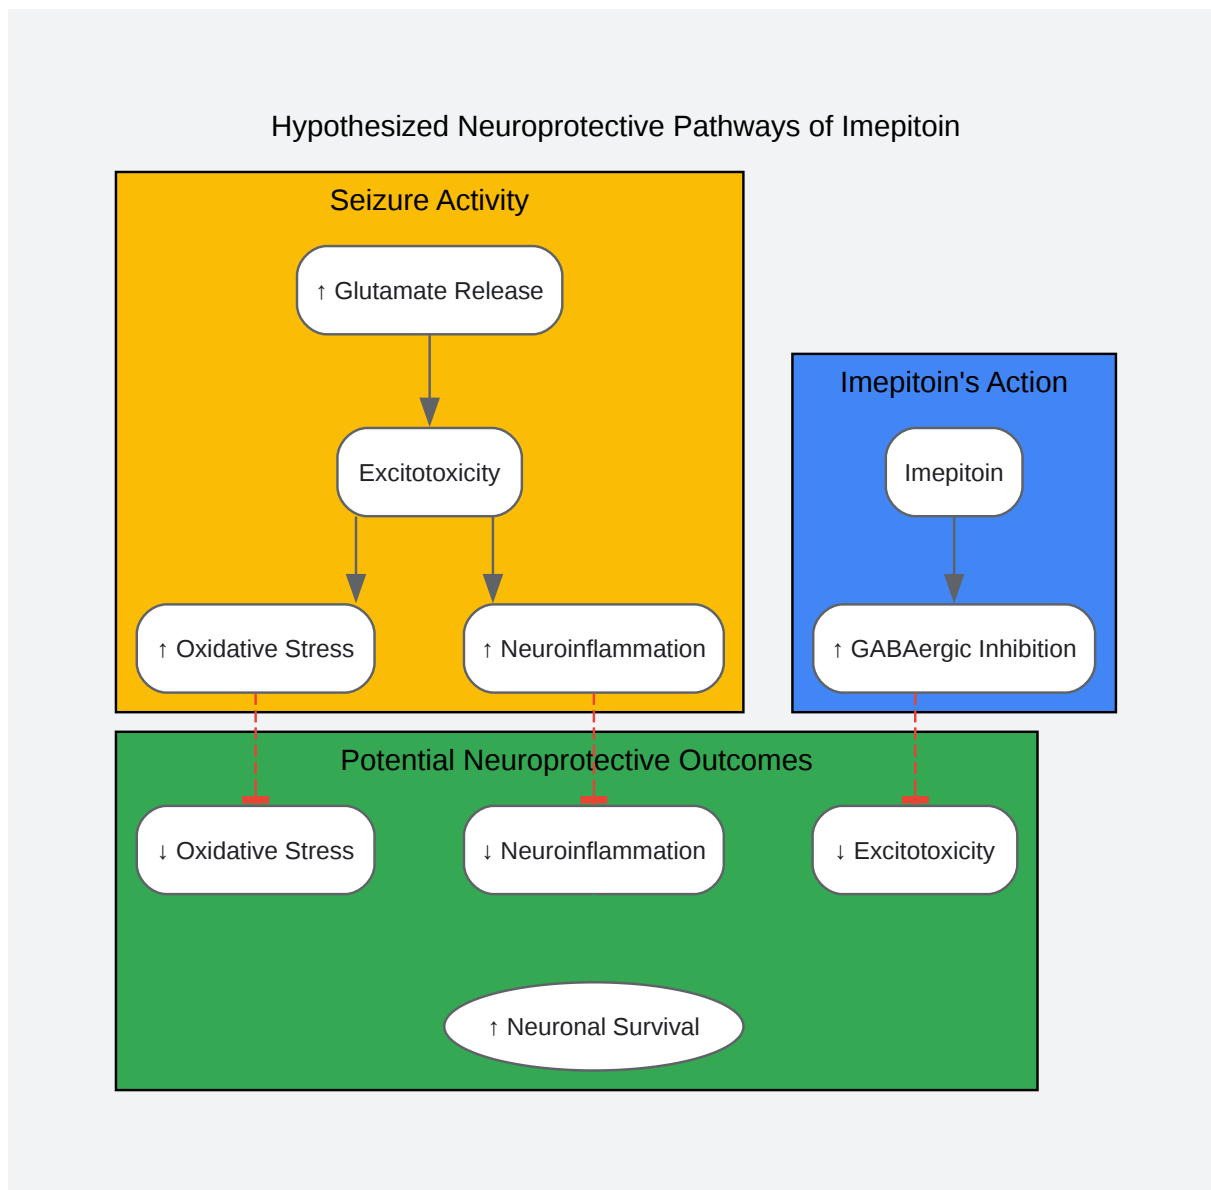 Hypothesized Neuroprotective Pathways of Imepitoin
Seizure Activity
↑ Glutamate Release
Excitotoxicity
↑ Oxidative Stress
↑ Neuroinflammation
Imepitoin's Action
Imepitoin
↑ GABAergic Inhibition
Potential Neuroprotective Outcomes
↓ Oxidative Stress
↓ Neuroinflammation
↓ Excitotoxicity
↑ Neuronal Survival